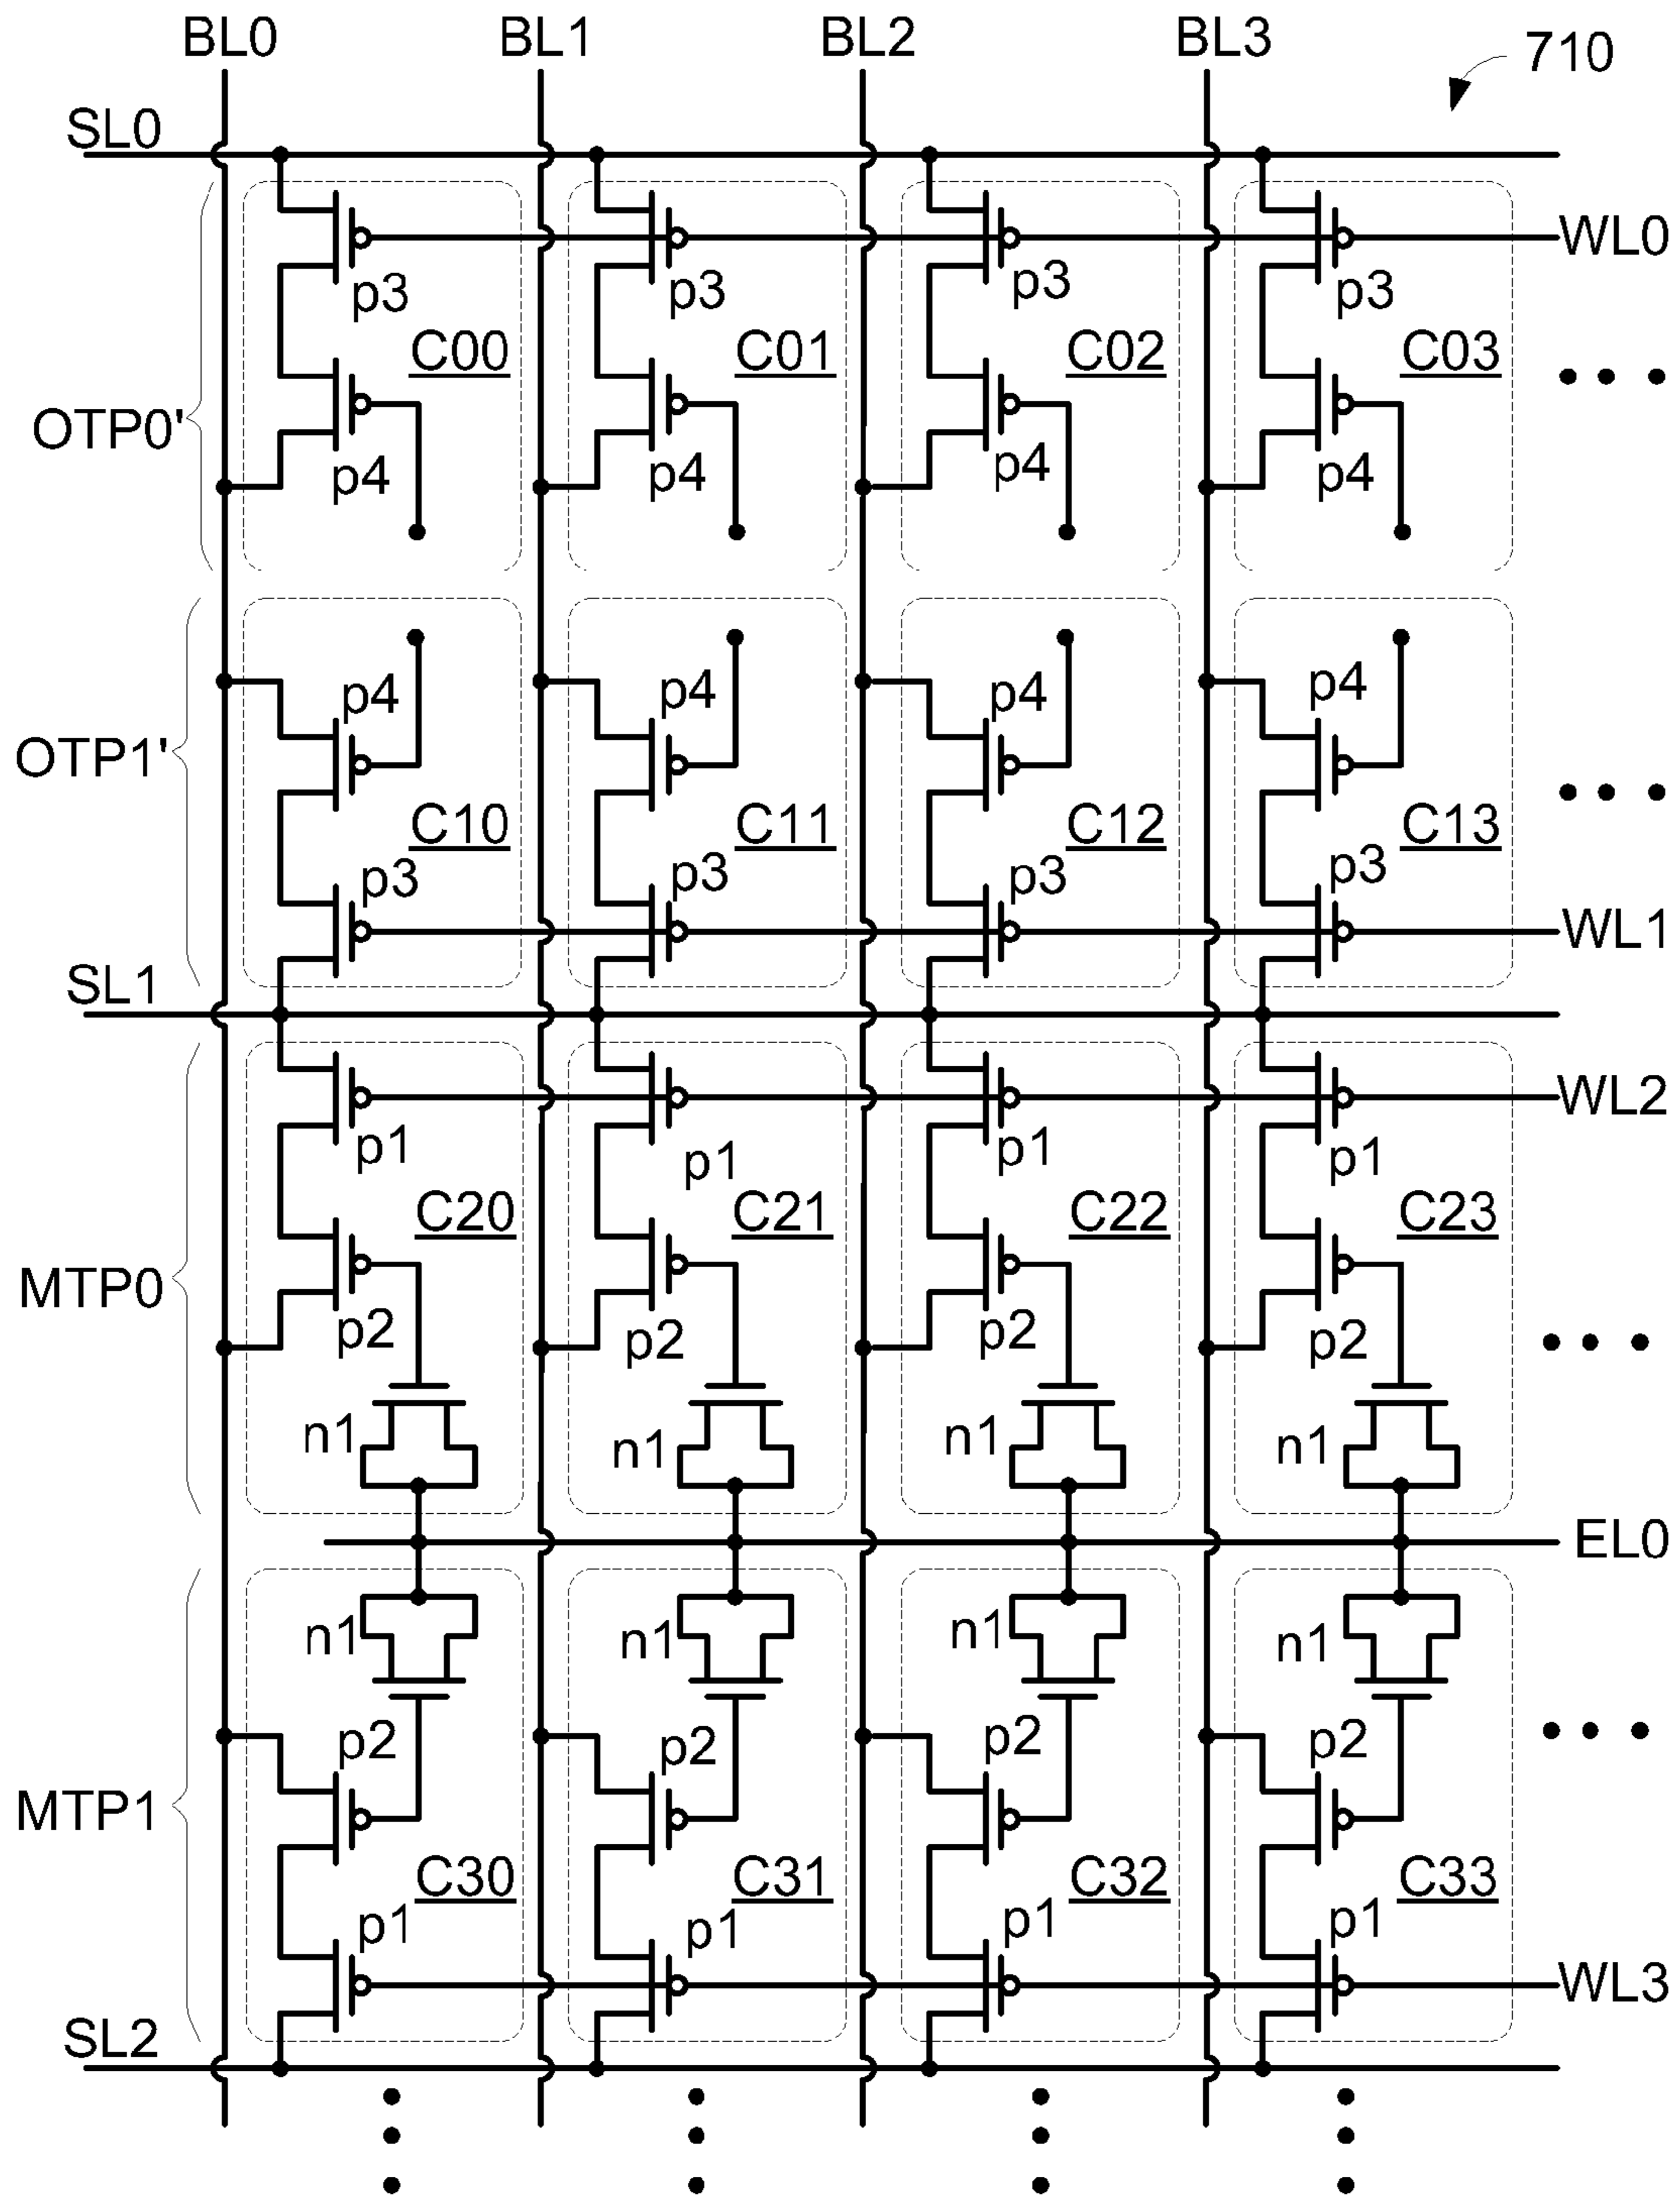 BL0 BL1 BL2 BL3
710
SL0
WL0
p3 p3 p3 p3
C00 C01 C02 C03
OTP0'
p4 p4 p4 p4
p4 p4 p4 p4
OTP1'
C10 C11 C12 C13
p3 p3 p3 p3
WL1
SL1
WL2
p1 p1 p1 p1
C20 C21 C22 C23
MTP0
p2 p2 p2 p2
n1 n1 n1 n1
EL0
n1 n1 n1 n1
p2 p2 p2 p2
MTP1
C30 C31 C32 C33
p1 p1 p1 p1
WL3
SL2